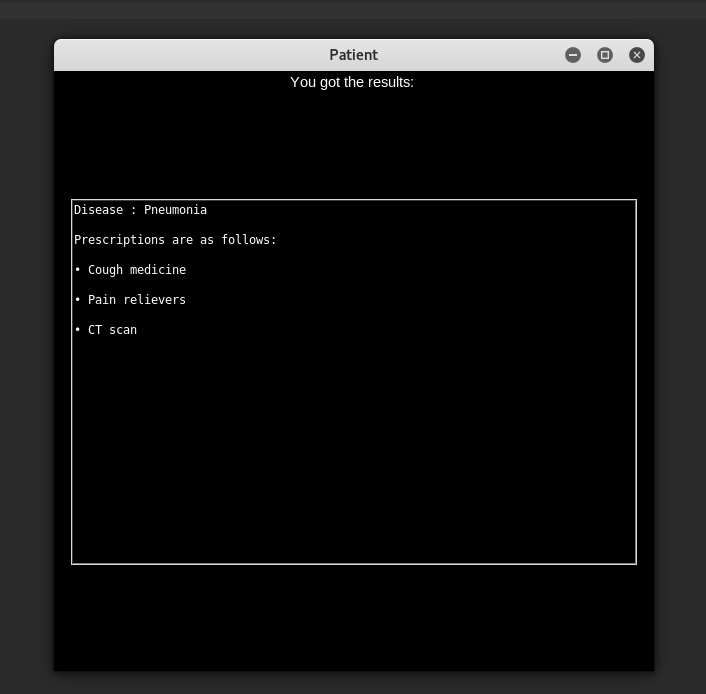 Patient
You got the results:
Disease : Pneumonia
Prescriptions are as follows:
• Cough medicine
• Pain relievers
• CT scan